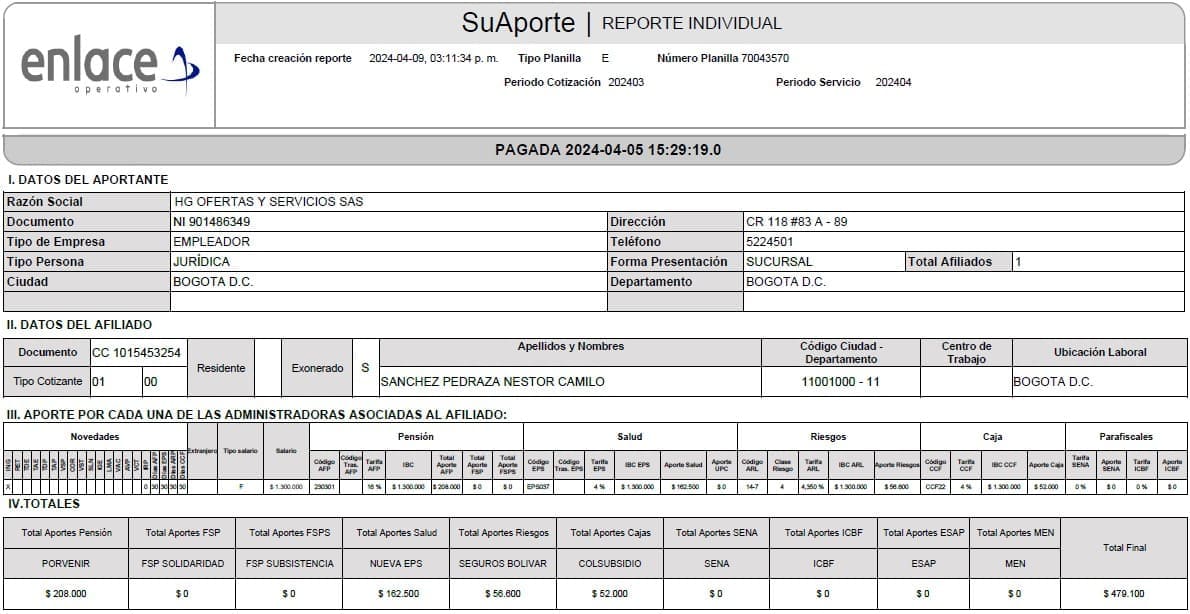 enlace
operativo
SuAporte | REPORTE INDIVIDUAL
Fecha creación reporte 2024-04-09, 03:11:34 p. m. Tipo Planilla E Número Planilla 70043570
Periodo Cotización 202403 Periodo Servicio 202404
PAGADA 2024-04-05 15:29:19.0
I. DATOS DEL APORTANTE
Razón Social HG OFERTAS Y SERVICIOS SAS
Documento NI 901486349 Dirección CR 118 #83 A - 89
Tipo de Empresa EMPLEADOR Teléfono 5224501
Tipo Persona JURÍDICA Forma Presentación SUCURSAL Total Afiliados 1
Ciudad BOGOTA D.C. Departamento BOGOTA D.C.
II. DATOS DEL AFILIADO
Documento CC 1015453254 Residente Exonerado S Apellidos y Nombres Código Ciudad - Departamento Centro de Trabajo Ubicación Laboral
Tipo Cotizante 01 00 SANCHEZ PEDRAZA NESTOR CAMILO 11001000 - 11 BOGOTA D.C.
III. APORTE POR CADA UNA DE LAS ADMINISTRADORAS ASOCIADAS AL AFILIADO:
Novedades Extranjero Tipo salario Salario Pensión Salud Riesgos Caja Parafiscales
ING RET TDE TAE TDP TAP VSP COR VST SLN IGE LMA VAC AVP VCT IRP Dias AFP Dias EPS Dias ARP Dias CCF Código AFP Código Tras. AFP Tarifa AFP IBC Total Aporte AFP Total Aporte FSP Total Aporte FSPS Código EPS Código Tras. EPS Tarifa EPS IBC EPS Aporte Salud Aporte UPC Código ARL Clase Riesgo Tarifa ARL IBC ARL Aporte Riesgos Código CCF Tarifa CCF IBC CCF Aporte Caja Tarifa SENA Aporte SENA Tarifa ICBF Aporte ICBF
X 0 30 30 30 30 F $ 1.300.000 230301 16 % $ 1.300.000 $ 208.000 $ 0 $ 0 EPS037 4 % $ 1.300.000 $ 162.500 $ 0 14-7 4 4,350 % $ 1.300.000 $ 56.600 CCF22 4 % $ 1.300.000 $ 52.000 0 % $ 0 0 % $ 0
IV.TOTALES
Total Aportes Pensión Total Aportes FSP Total Aportes FSPS Total Aportes Salud Total Aportes Riesgos Total Aportes Cajas Total Aportes SENA Total Aportes ICBF Total Aportes ESAP Total Aportes MEN Total Final
PORVENIR FSP SOLIDARIDAD FSP SUBSISTENCIA NUEVA EPS SEGUROS BOLIVAR COLSUBSIDIO SENA ICBF ESAP MEN
$ 208.000 $ 0 $ 0 $ 162.500 $ 56.600 $ 52.000 $ 0 $ 0 $ 0 $ 0 $ 479.100